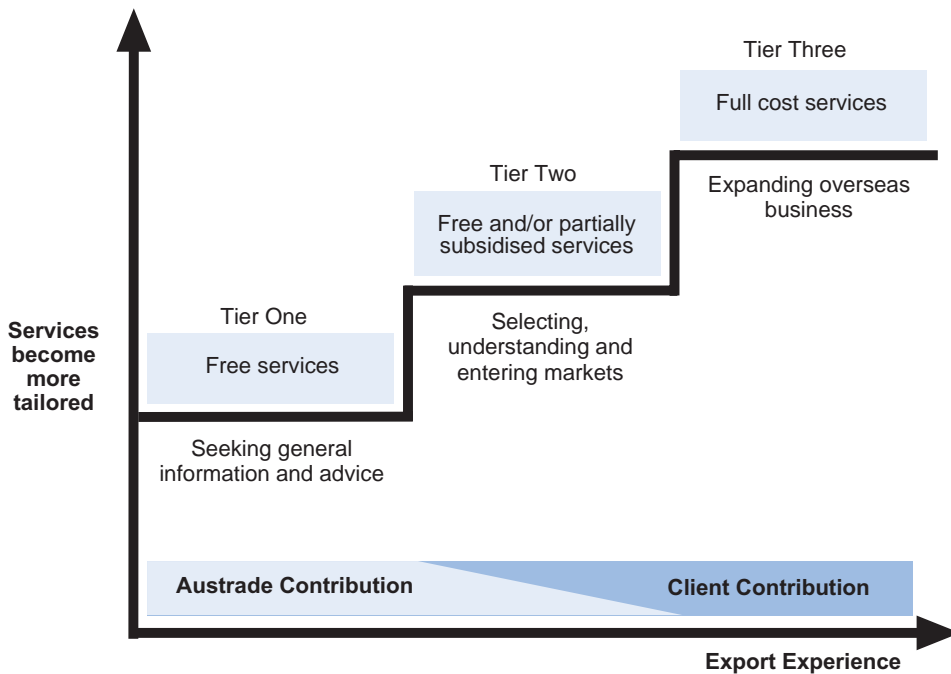 Tier Three
Full cost services
Expanding overseas
business
Tier Two
Free and/or partially
subsidised services
Selecting,
understanding and
entering markets
Tier One
Free services
Seeking general
information and advice
Services
become
more
tailored
Austrade Contribution
Client Contribution
Export Experience